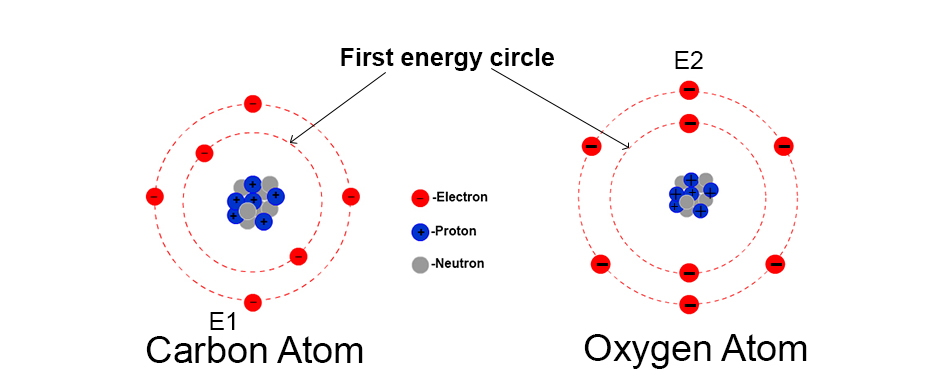 First energy circle
E2
-Electron
-Proton
-Neutron
E1
Carbon Atom
Oxygen Atom